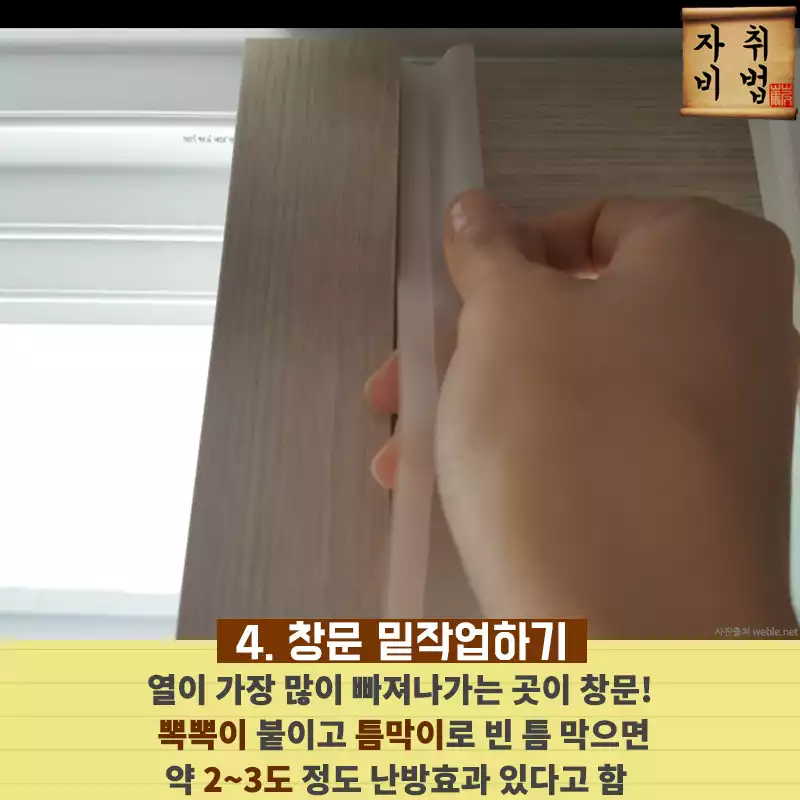 자취
비법
사진출처 weble.net
4. 창문 밑작업하기
열이 가장 많이 빠져나가는 곳이 창문!
뽁뽁이 붙이고 틈막이로 빈 틈 막으면
약 2~3도 정도 난방효과 있다고 함